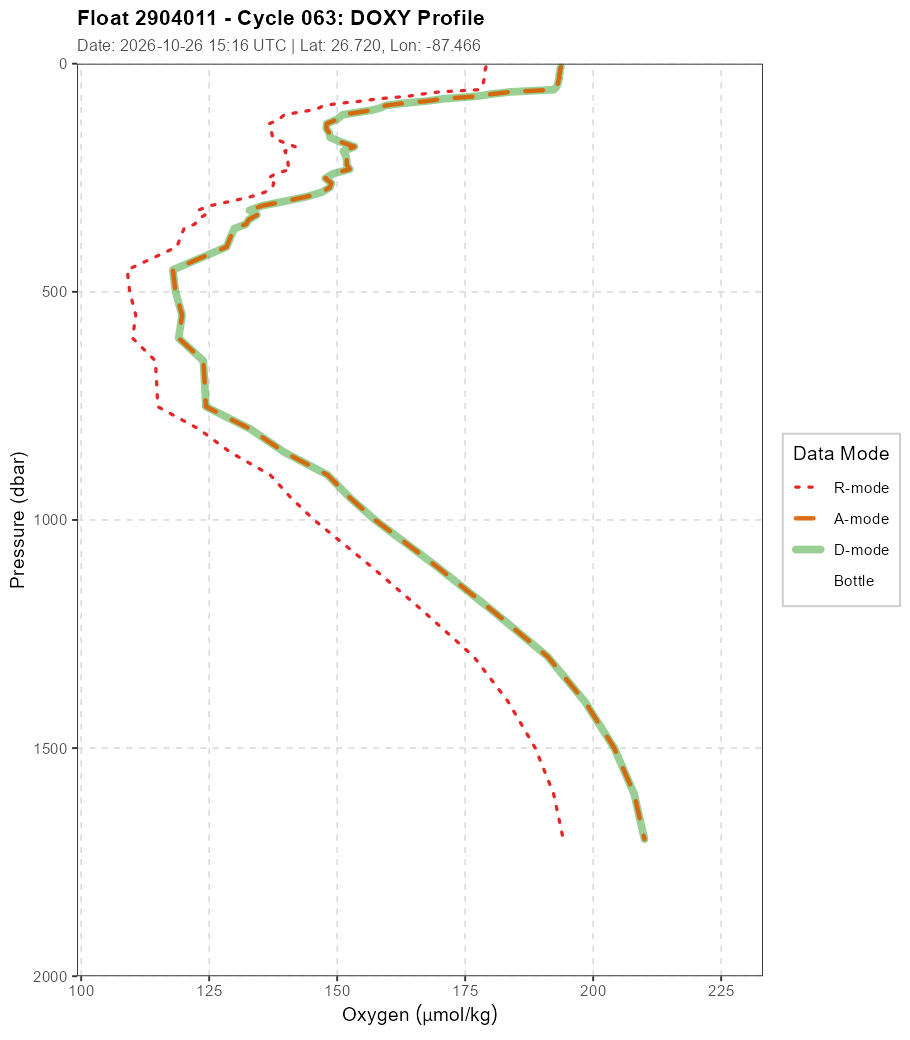 Float 2904011 - Cycle 063: DOXY Profile
Date: 2026-10-26 15:16 UTC | Lat: 26.720, Lon: -87.466
0
500
1000
1500
2000
Pressure (dbar)
100 125 150 175 200 225
Oxygen (µmol/kg)
Data Mode
R-mode
A-mode
D-mode
Bottle